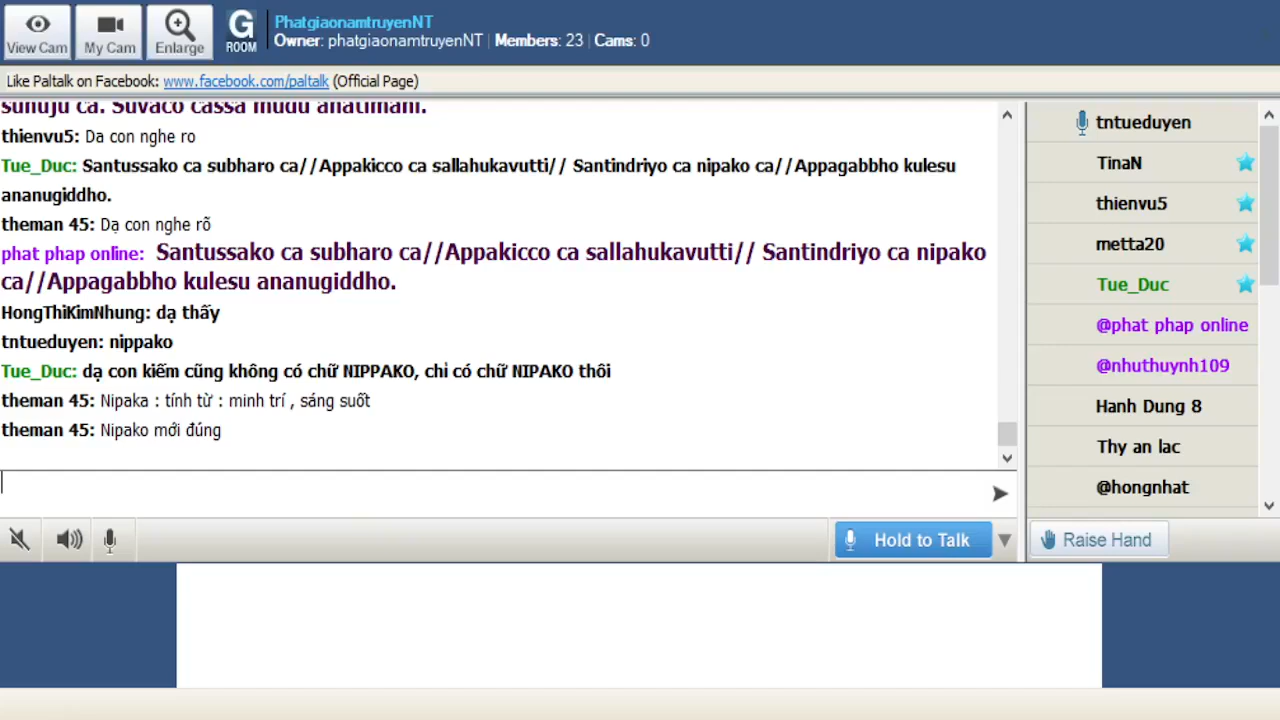 View Cam
My Cam
Enlarge
G
ROOM
PhatgiaonamtruyenNT
Owner: phatgiaonamtruyenNT | Members: 23 | Cams: 0
Like Paltalk on Facebook: www.facebook.com/paltalk (Official Page)
sūhujū ca. Suvaco cassa mudu anatimani.
thienvu5: Da con nghe ro
Tue_Duc: Santussako ca subharo ca//Appakicco ca sallahukavutti// Santindriyo ca nipako ca//Appagabbho kulesu
ananugiddho.
theman 45: Dạ con nghe rõ
phat phap online: Santussako ca subharo ca//Appakicco ca sallahukavutti// Santindriyo ca nipako
ca//Appagabbho kulesu ananugiddho.
HongThiKimNhung: dạ thấy
tntueduyen: nippako
Tue_Duc: dạ con kiếm cũng không có chữ NIPPAKO, chỉ có chữ NIPAKO thôi
theman 45: Nipaka : tính từ : minh trí , sáng suốt
theman 45: Nipako mới đúng
tntueduyen
TinaN
thienvu5
metta20
Tue_Duc
@phat phap online
@nhuthuynh109
Hanh Dung 8
Thy an lac
@hongnhat
Hold to Talk
Raise Hand